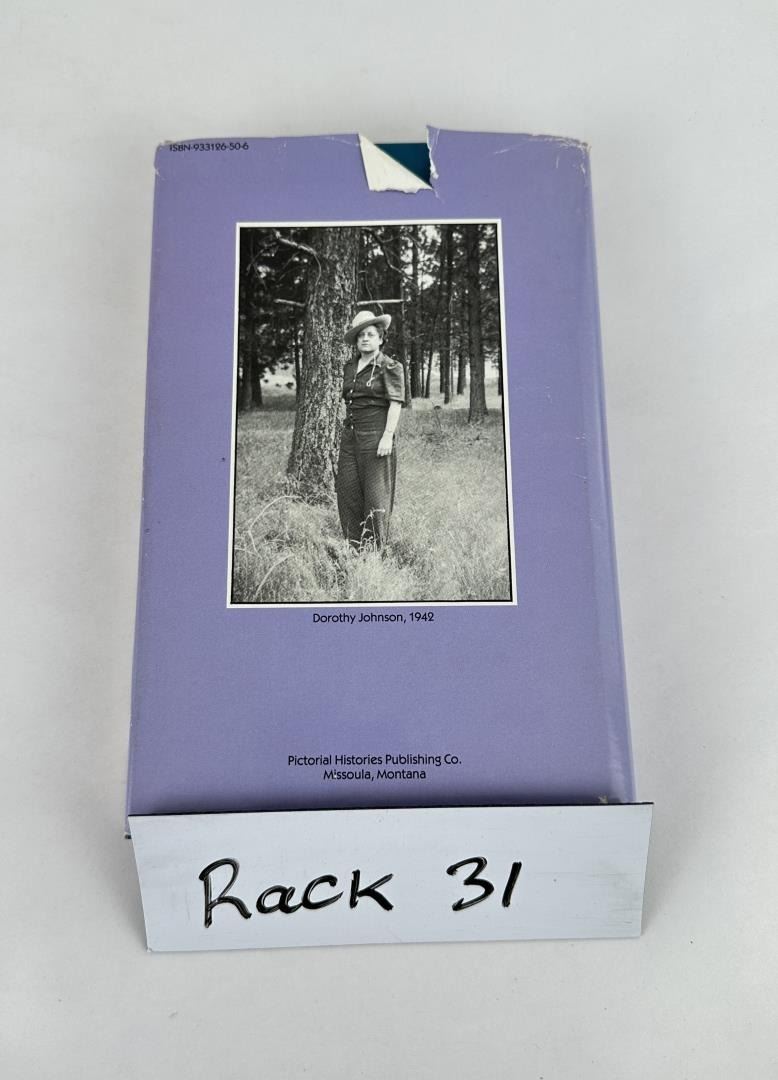 ISBN-933126-50-6
Dorothy Johnson, 1942
Pictorial Histories Publishing Co.
Missoula, Montana
Rack 31